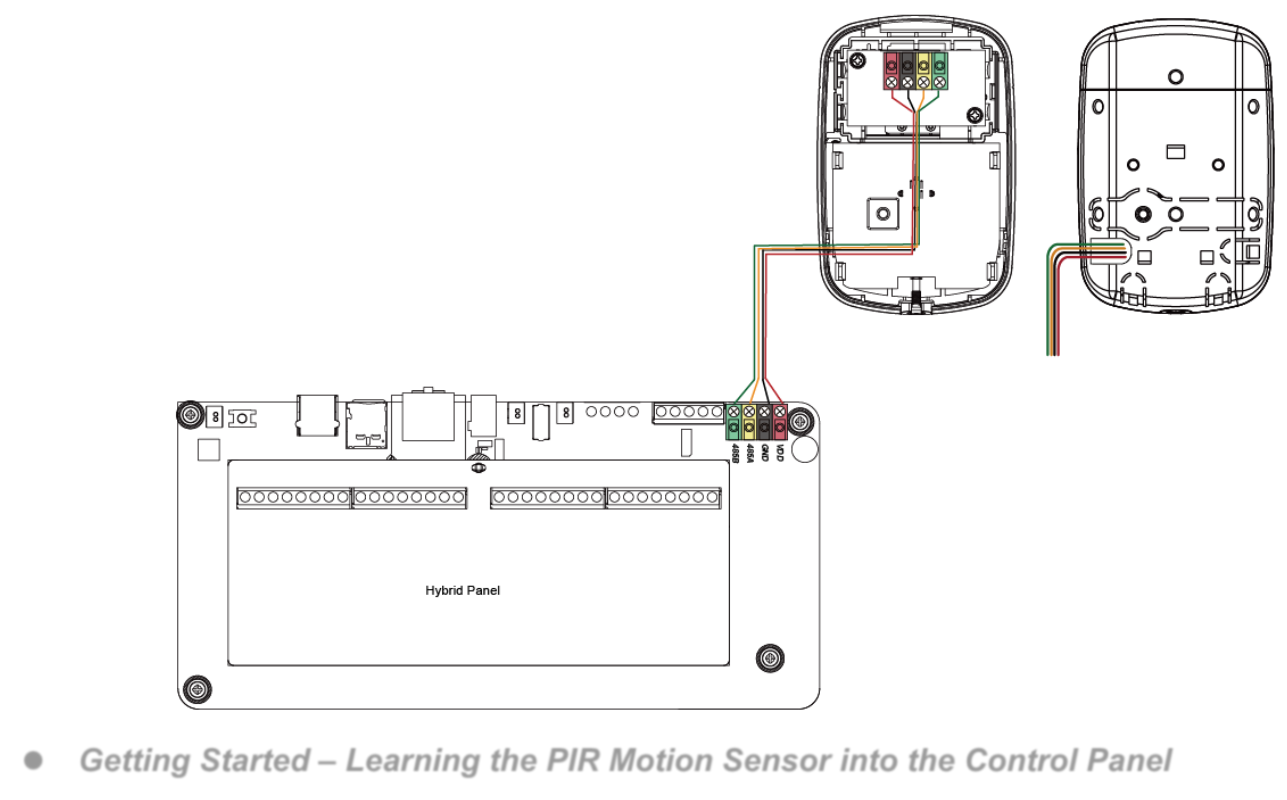 485B
485A
GND
VDD
Hybrid Panel
● Getting Started – Learning the PIR Motion Sensor into the Control Panel